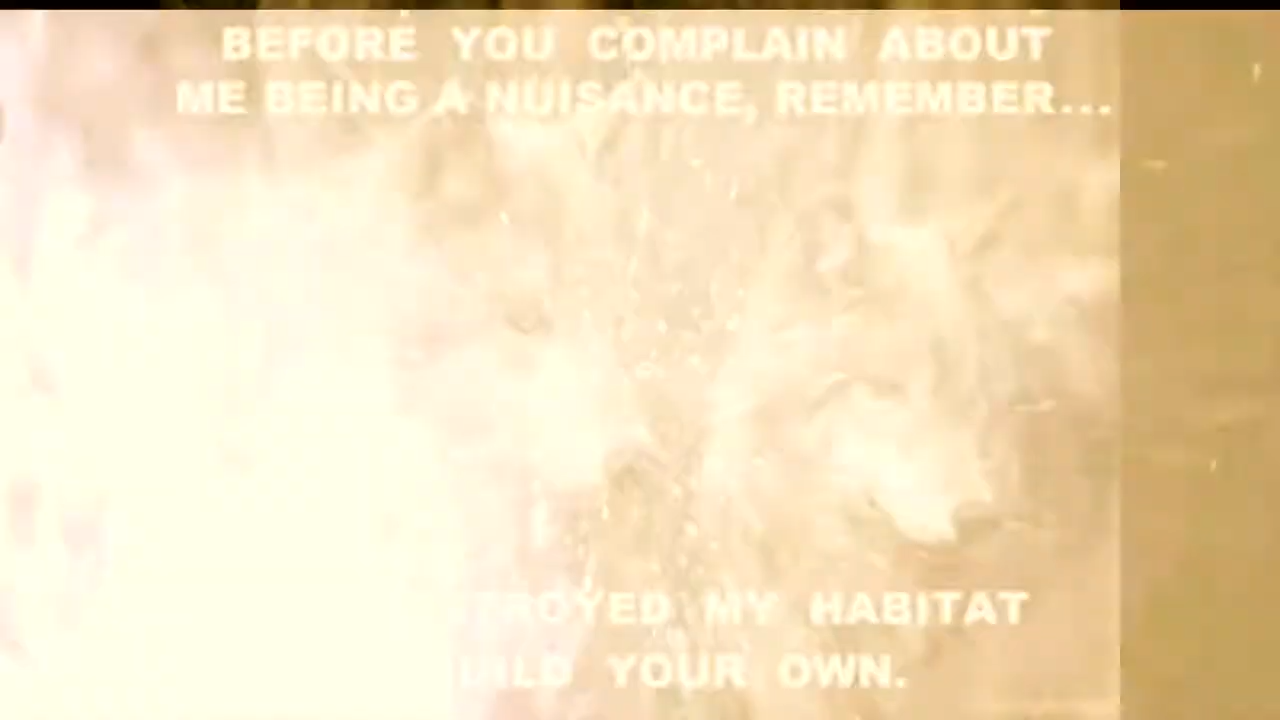 BEFORE YOU COMPLAIN ABOUT
ME BEING A NUISANCE, REMEMBER...
MY HABITAT
YOUR OWN.